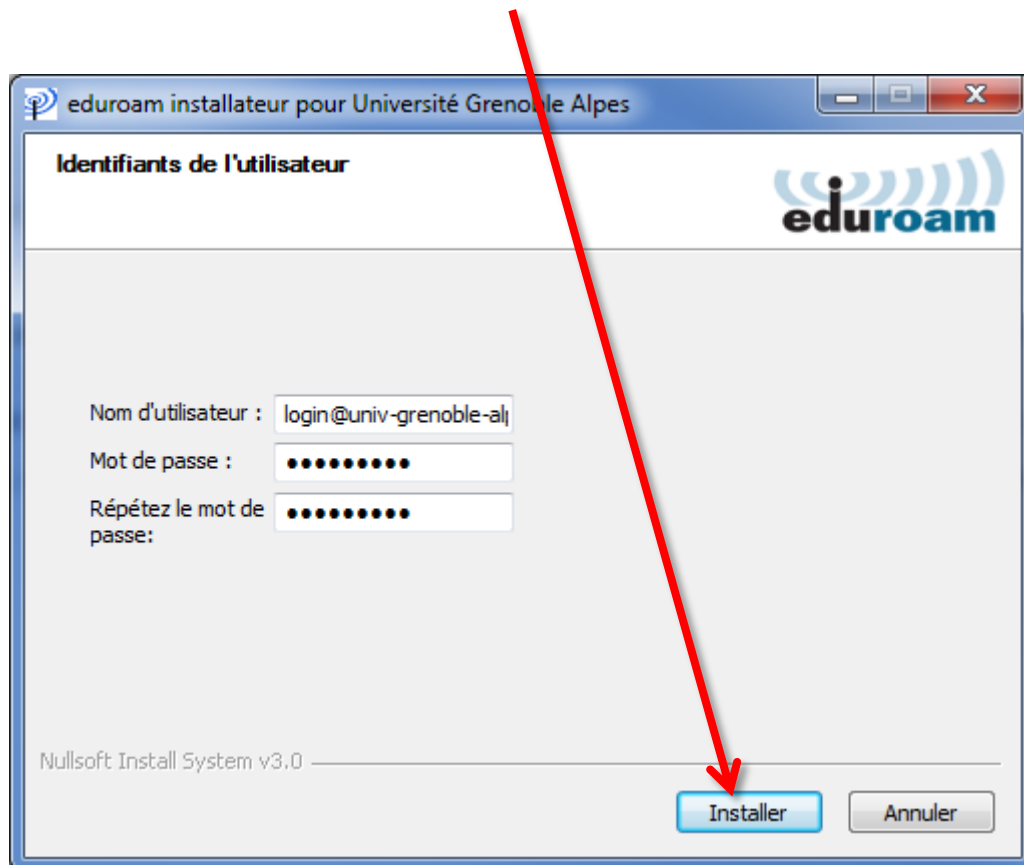 eduroam installateur pour Université Grenoble Alpes
Identifiants de l'utilisateur
eduroam
Nom d'utilisateur :
login@univ-grenoble-alp
Mot de passe :
•••••••••
Répétez le mot de
passe:
•••••••••
Nullsoft Install System v3.0
Installer
Annuler